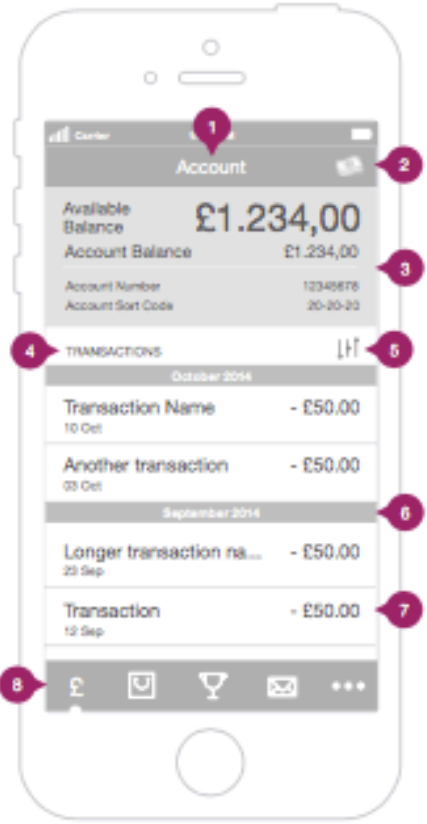 1
Carrier
Account
2
Available
Balance
£1.234,00
Account Balance
£1.234,00
3
Account Number
12345678
Account Sort Code
20-20-20
4
TRANSACTIONS
5
October 2014
Transaction Name
- £50.00
10 Oct
Another transaction
- £50.00
03 Oct
September 2014
6
Longer transaction na...
- £50.00
23 Sep
Transaction
- £50.00
7
12 Sep
8
£